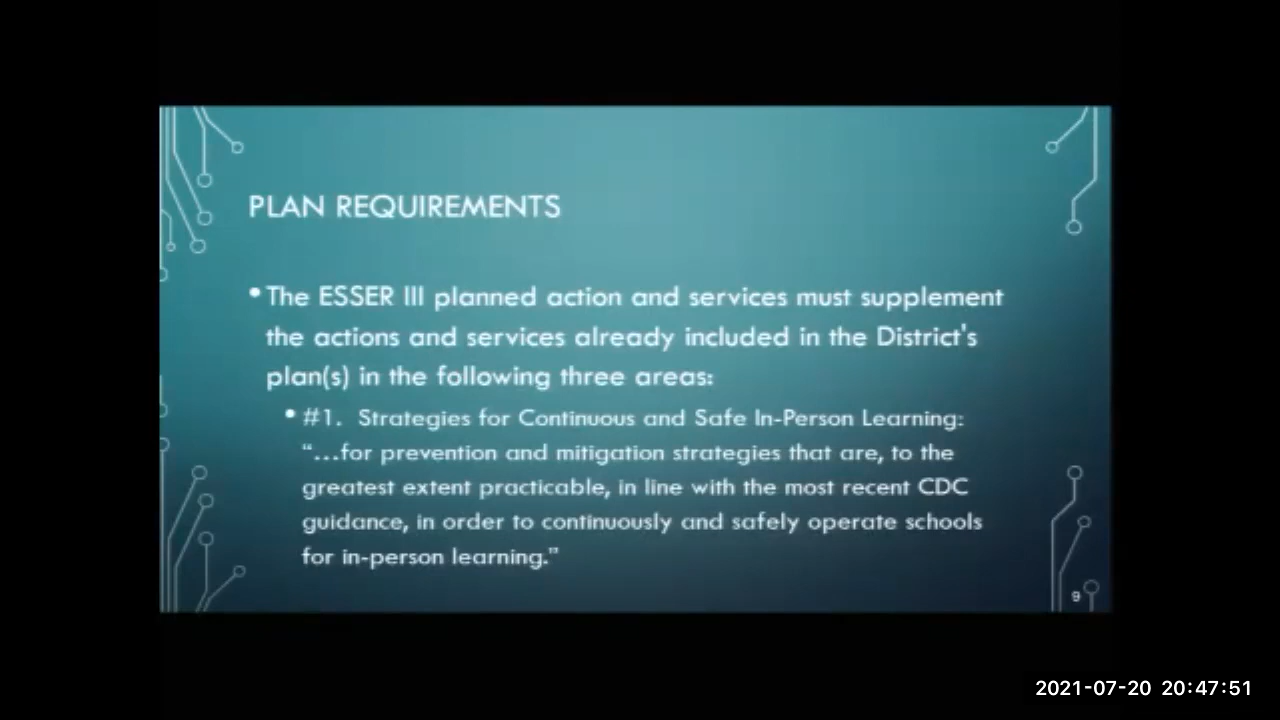 PLAN REQUIREMENTS
•The ESSER III planned action and services must supplement
the actions and services already included in the District's
plan(s) in the following three areas:
•#1. Strategies for Continuous and Safe In-Person Learning:
“…for prevention and mitigation strategies that are, to the
greatest extent practicable, in line with the most recent CDC
guidance, in order to continuously and safely operate schools
for in-person learning.”
9
2021-07-20 20:47:51